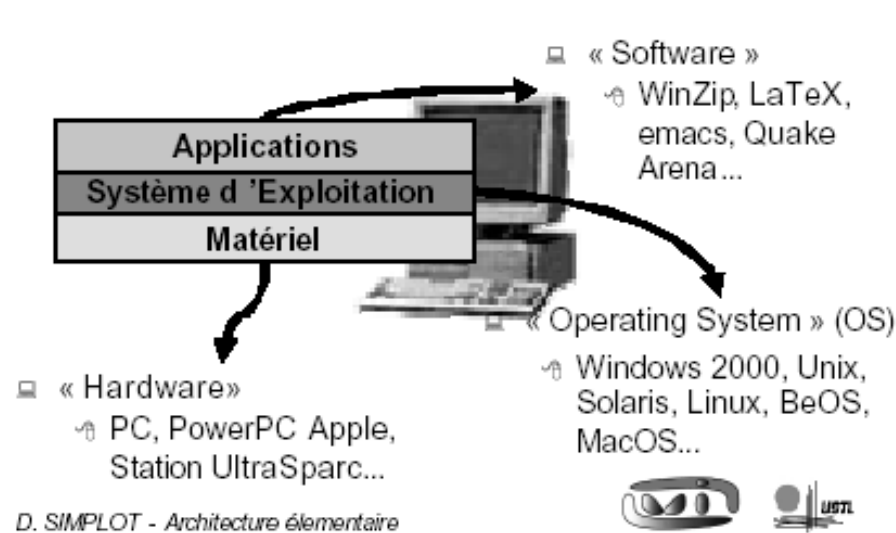 « Software »
WinZip, LaTeX,
emacs, Quake
Arena...
Applications
Système d ’Exploitation
Matériel
« Operating System » (OS)
Windows 2000, Unix,
Solaris, Linux, BeOS,
MacOS...
« Hardware»
PC, PowerPC Apple,
Station UltraSparc...
D. SIMPLOT - Architecture élementaire
USTL